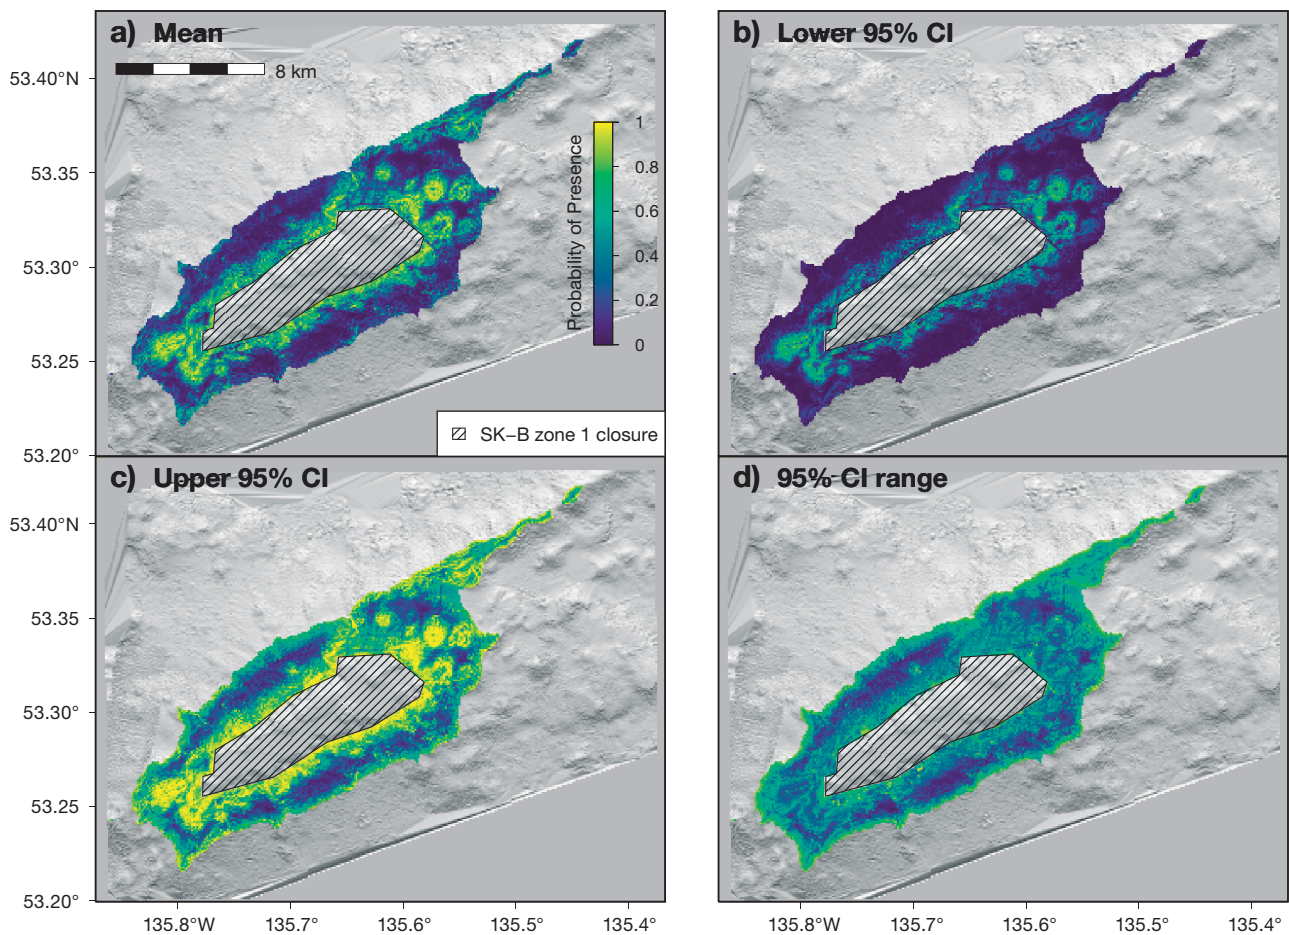 a) Mean
8 km
53.40°N
53.35
53.30°
53.25
53.20°
Probability of Presence
1
0.8
0.6
0.4
0.2
0
SK–B zone 1 closure
b) Lower 95% CI
c) Upper 95% CI
53.40°N
53.35
53.30°
53.25
53.20°
135.8°W
135.7°
135.6°
135.5°
135.4°
d) 95% CI range
135.8°W
135.7°
135.6°
135.5°
135.4°